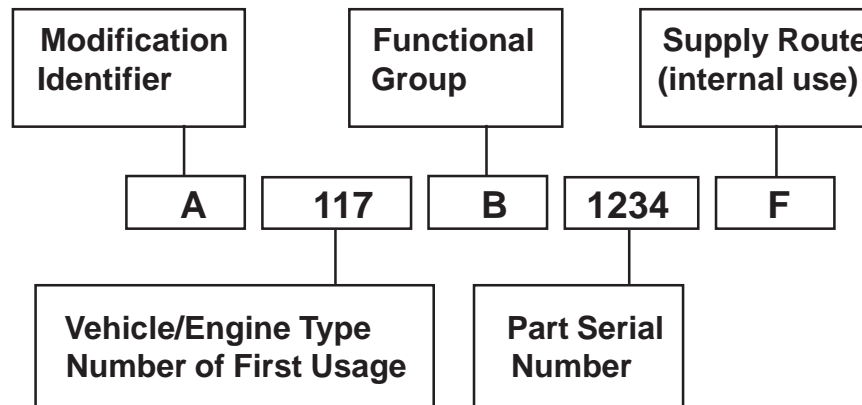 Modification
Identifier
Functional
Group
Supply Route
(internal use)
A
117
B
1234
F
Vehicle/Engine Type
Number of First Usage
Part Serial
Number